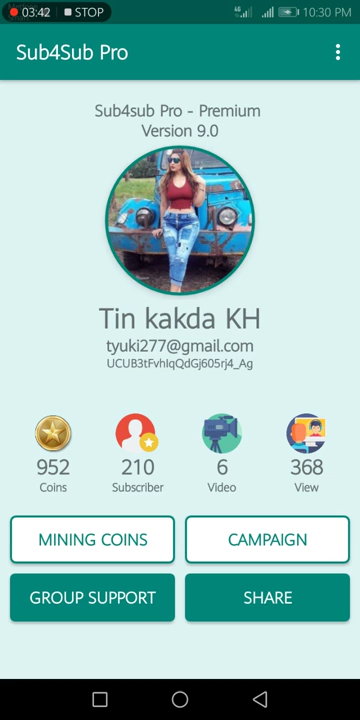 03:42 STOP 4G 10:30 PM
Sub4Sub Pro
Sub4sub Pro - Premium
Version 9.0
Tin kakda KH
tyuki277@gmail.com
UCUB3tFvhIqQdGj605rj4_Ag
952 210 6 368
Coins Subscriber Video View
MINING COINS CAMPAIGN
GROUP SUPPORT SHARE